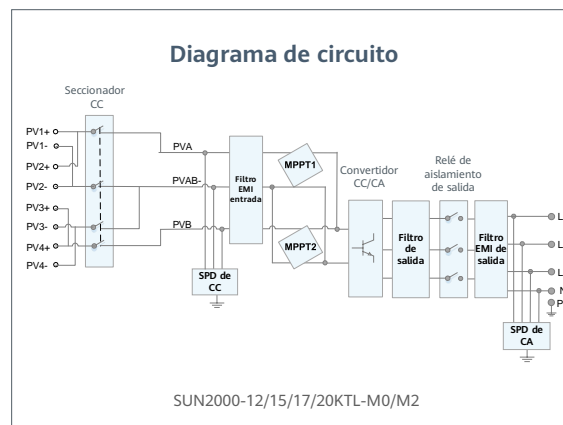 Diagrama de circuito
Seccionador
CC
PV1+
PV1-
PV2+
PV2-
PV3+
PV3-
PV4+
PV4-
PVA
PVAB-
PVB
SPD de
CC
Filtro
EMI
entrada
MPPT1
MPPT2
Convertidor
CC/CA
Filtro
de
salida
Relé de
aislamiento
de salida
Filtro
EMI de
salida
L
L
L
N
P
SPD de
CA
SUN2000-12/15/17/20KTL-M0/M2